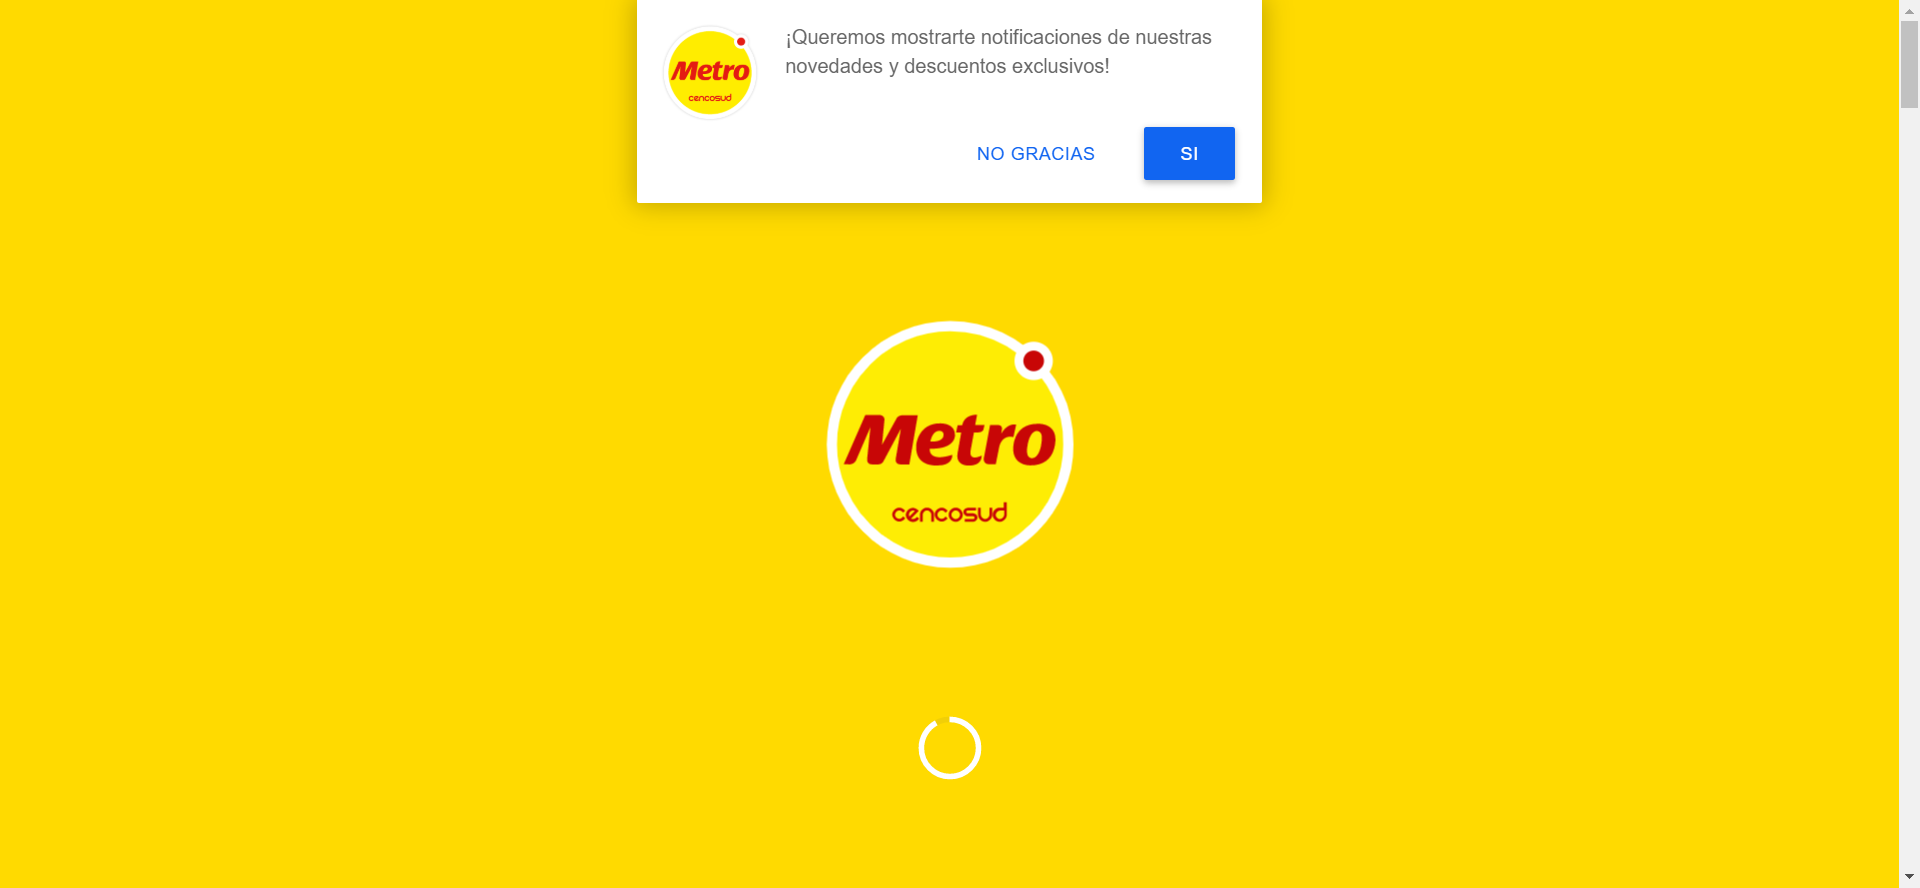 ¡Queremos mostrarte notificaciones de nuestras
novedades y descuentos exclusivos!
Metro
cencosud
NO GRACIAS
SI
Metro
cencosud